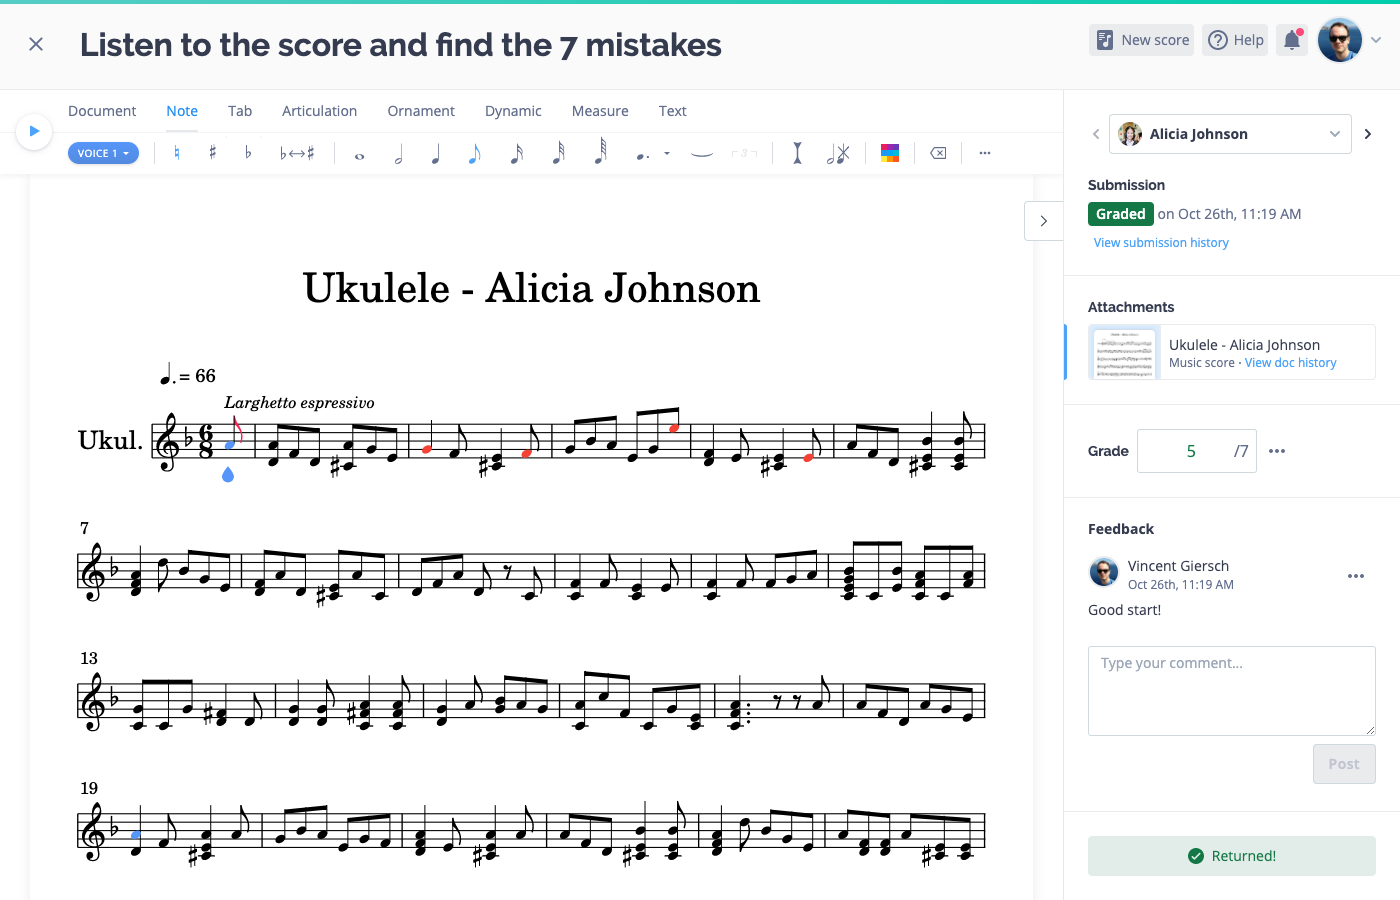 Listen to the score and find the 7 mistakes
New score
Help
Document Note Tab Articulation Ornament Dynamic Measure Text
VOICE 1
3
Alicia Johnson
Submission
Graded on Oct 26th, 11:19 AM
View submission history
Ukulele - Alicia Johnson
Attachments
Ukulele - Alicia Johnson
Music score · View doc history
= 66
Larghetto espressivo
Ukul.
6
8
Grade 5 /7
7
Feedback
Vincent Giersch
Oct 26th, 11:19 AM
Good start!
Type your comment...
13
Post
19
Returned!